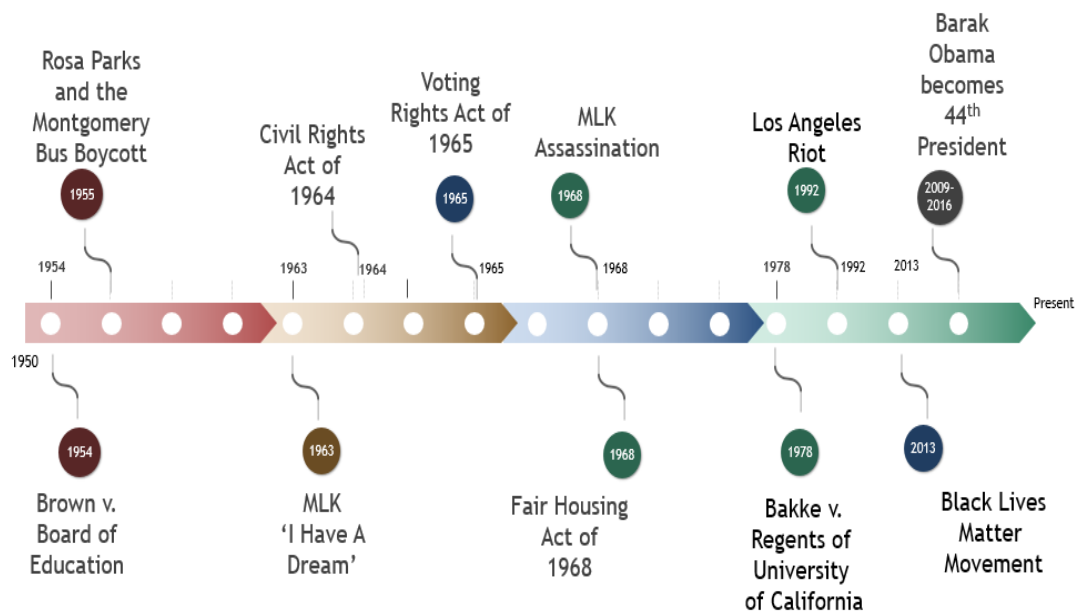 Rosa Parks
and the
Montgomery
Bus Boycott
1955
Civil Rights
Act of
1964
Voting
Rights Act of
1965
1965
MLK
Assassination
1968
Los Angeles
Riot
1992
Barak
Obama
becomes
44th
President
2009-
2016
1954
1963
1964
1965
1968
1978
1992
2013
Present
1950
1954
Brown v.
Board of
Education
1963
MLK
‘I Have A
Dream’
1968
Fair Housing
Act of
1968
1978
Bakke v.
Regents of
University
of California
2013
Black Lives
Matter
Movement